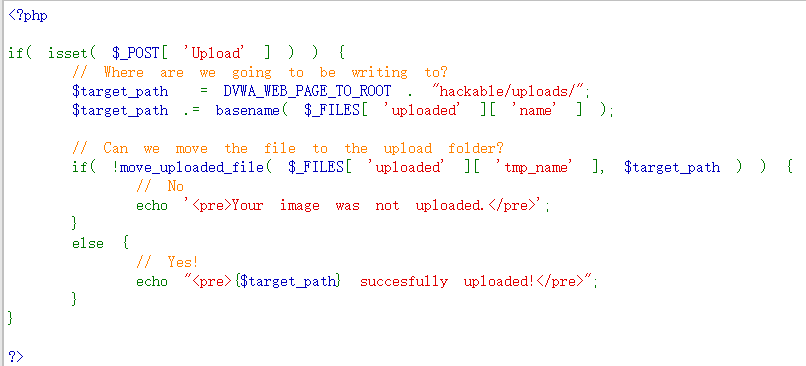 <?php
if( isset( $_POST[ 'Upload' ] ) ) {
// Where are we going to be writing to?
$target_path = DVWA_WEB_PAGE_TO_ROOT . "hackable/uploads/";
$target_path .= basename( $_FILES[ 'uploaded' ][ 'name' ] );
// Can we move the file to the upload folder?
if( !move_uploaded_file( $_FILES[ 'uploaded' ][ 'tmp_name' ], $target_path ) ) {
// No
echo '<pre>Your image was not uploaded.</pre>';
}
else {
// Yes!
echo "<pre>{$target_path} succesfully uploaded!</pre>";
}
}
?>